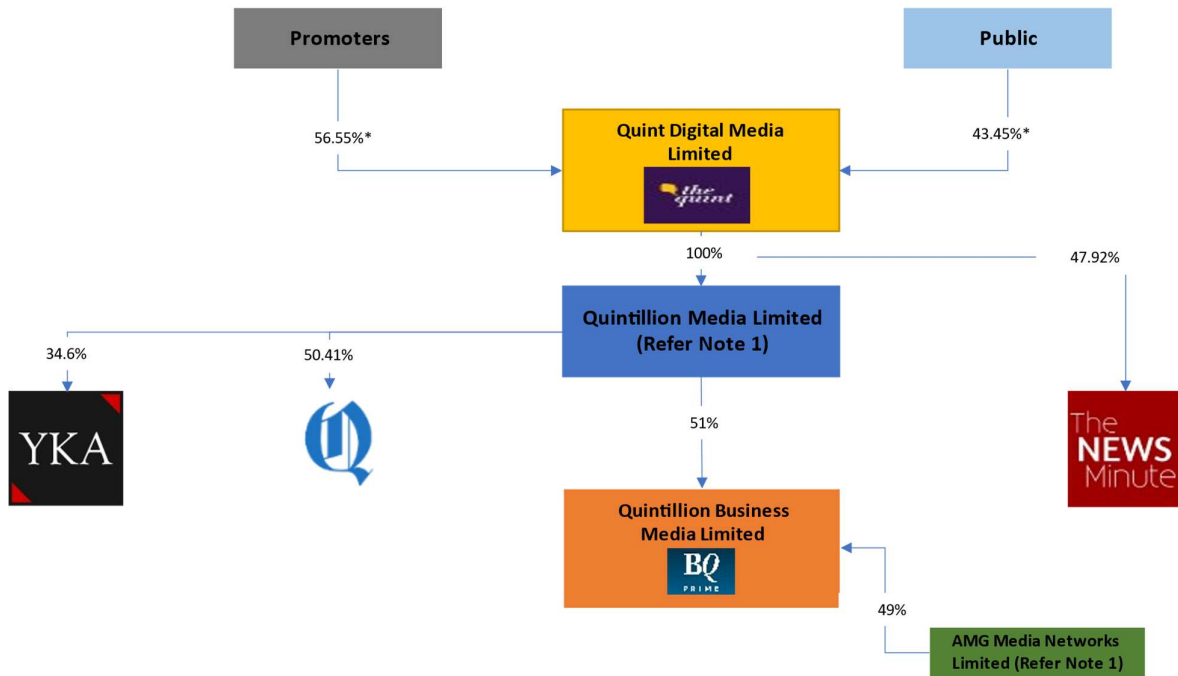 Promoters
Public
56.55%*
43.45%*
Quint Digital Media
Limited
the
quint
100%
47.92%
Quintillion Media Limited
(Refer Note 1)
34.6%
50.41%
51%
YKA
Q
The
NEWS
Minute
Quintillion Business
Media Limited
BQ
PRIME
49%
AMG Media Networks
Limited (Refer Note 1)